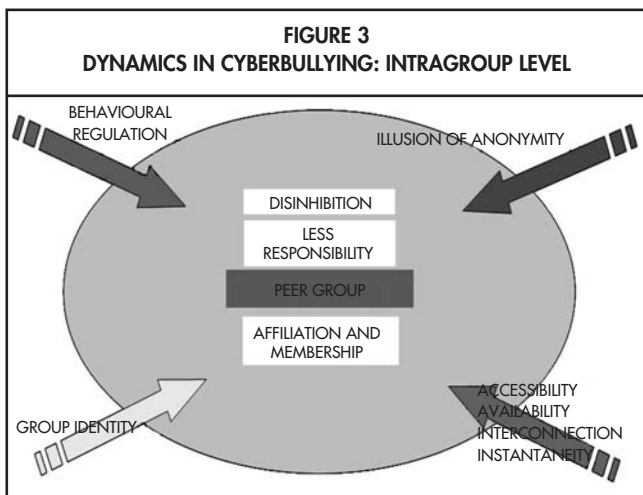 FIGURE 3
DYNAMICS IN CYBERBULLYING: INTRAGROUP LEVEL
BEHAVIOURAL
REGULATION
ILLUSION OF ANONYMITY
DISINHIBITION
LESS
RESPONSIBILITY
PEER GROUP
AFFILIATION AND
MEMBERSHIP
GROUP IDENTITY
ACCESSIBILITY
AVAILABILITY
INTERCONNECTION
INSTANTANEITY